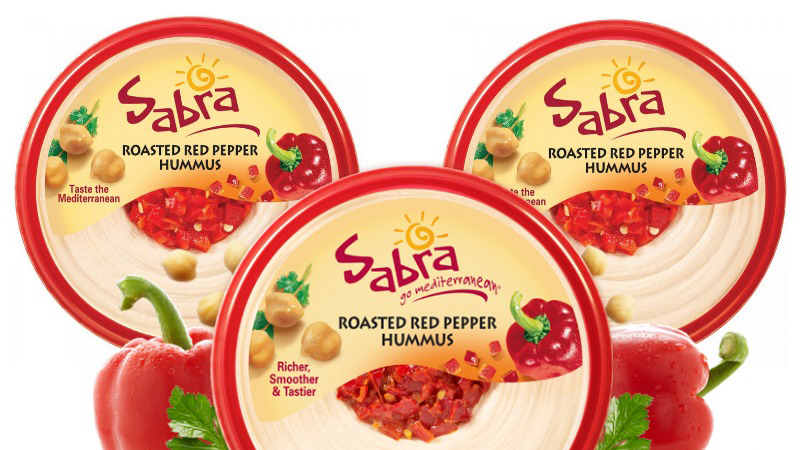 Sabra
ROASTED RED PEPPER
HUMMUS
Taste the
Mediterranean
Sabra
ROASTED RED PEPPER
HUMMUS
the
Sabra
go mediterranean
ROASTED RED PEPPER
HUMMUS
Richer,
Smoother
& Tastier